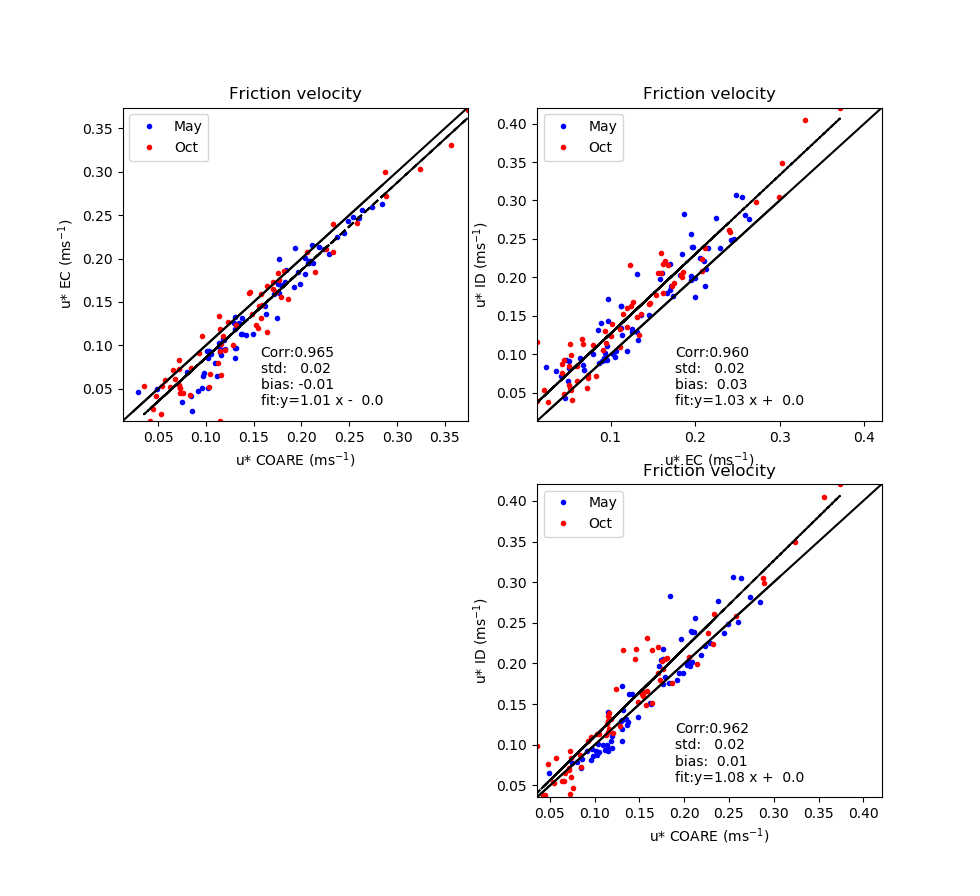 Friction velocity
May
Oct
0.35
0.30
0.25
0.20
0.15
0.10
0.05
u* EC (ms⁻¹)
Corr:0.965
std: 0.02
bias: -0.01
fit:y=1.01 x - 0.0
0.05 0.10 0.15 0.20 0.25 0.30 0.35
u* COARE (ms⁻¹)
Friction velocity
May
Oct
0.40
0.35
0.30
0.25
0.20
0.15
0.10
0.05
u* ID (ms⁻¹)
Corr:0.960
std: 0.02
bias: 0.03
fit:y=1.03 x + 0.0
0.1 0.2 0.3 0.4
u* EC (ms⁻¹)
Friction velocity
May
Oct
0.40
0.35
0.30
0.25
0.20
0.15
0.10
0.05
u* ID (ms⁻¹)
Corr:0.962
std: 0.02
bias: 0.01
fit:y=1.08 x + 0.0
0.05 0.10 0.15 0.20 0.25 0.30 0.35 0.40
u* COARE (ms⁻¹)